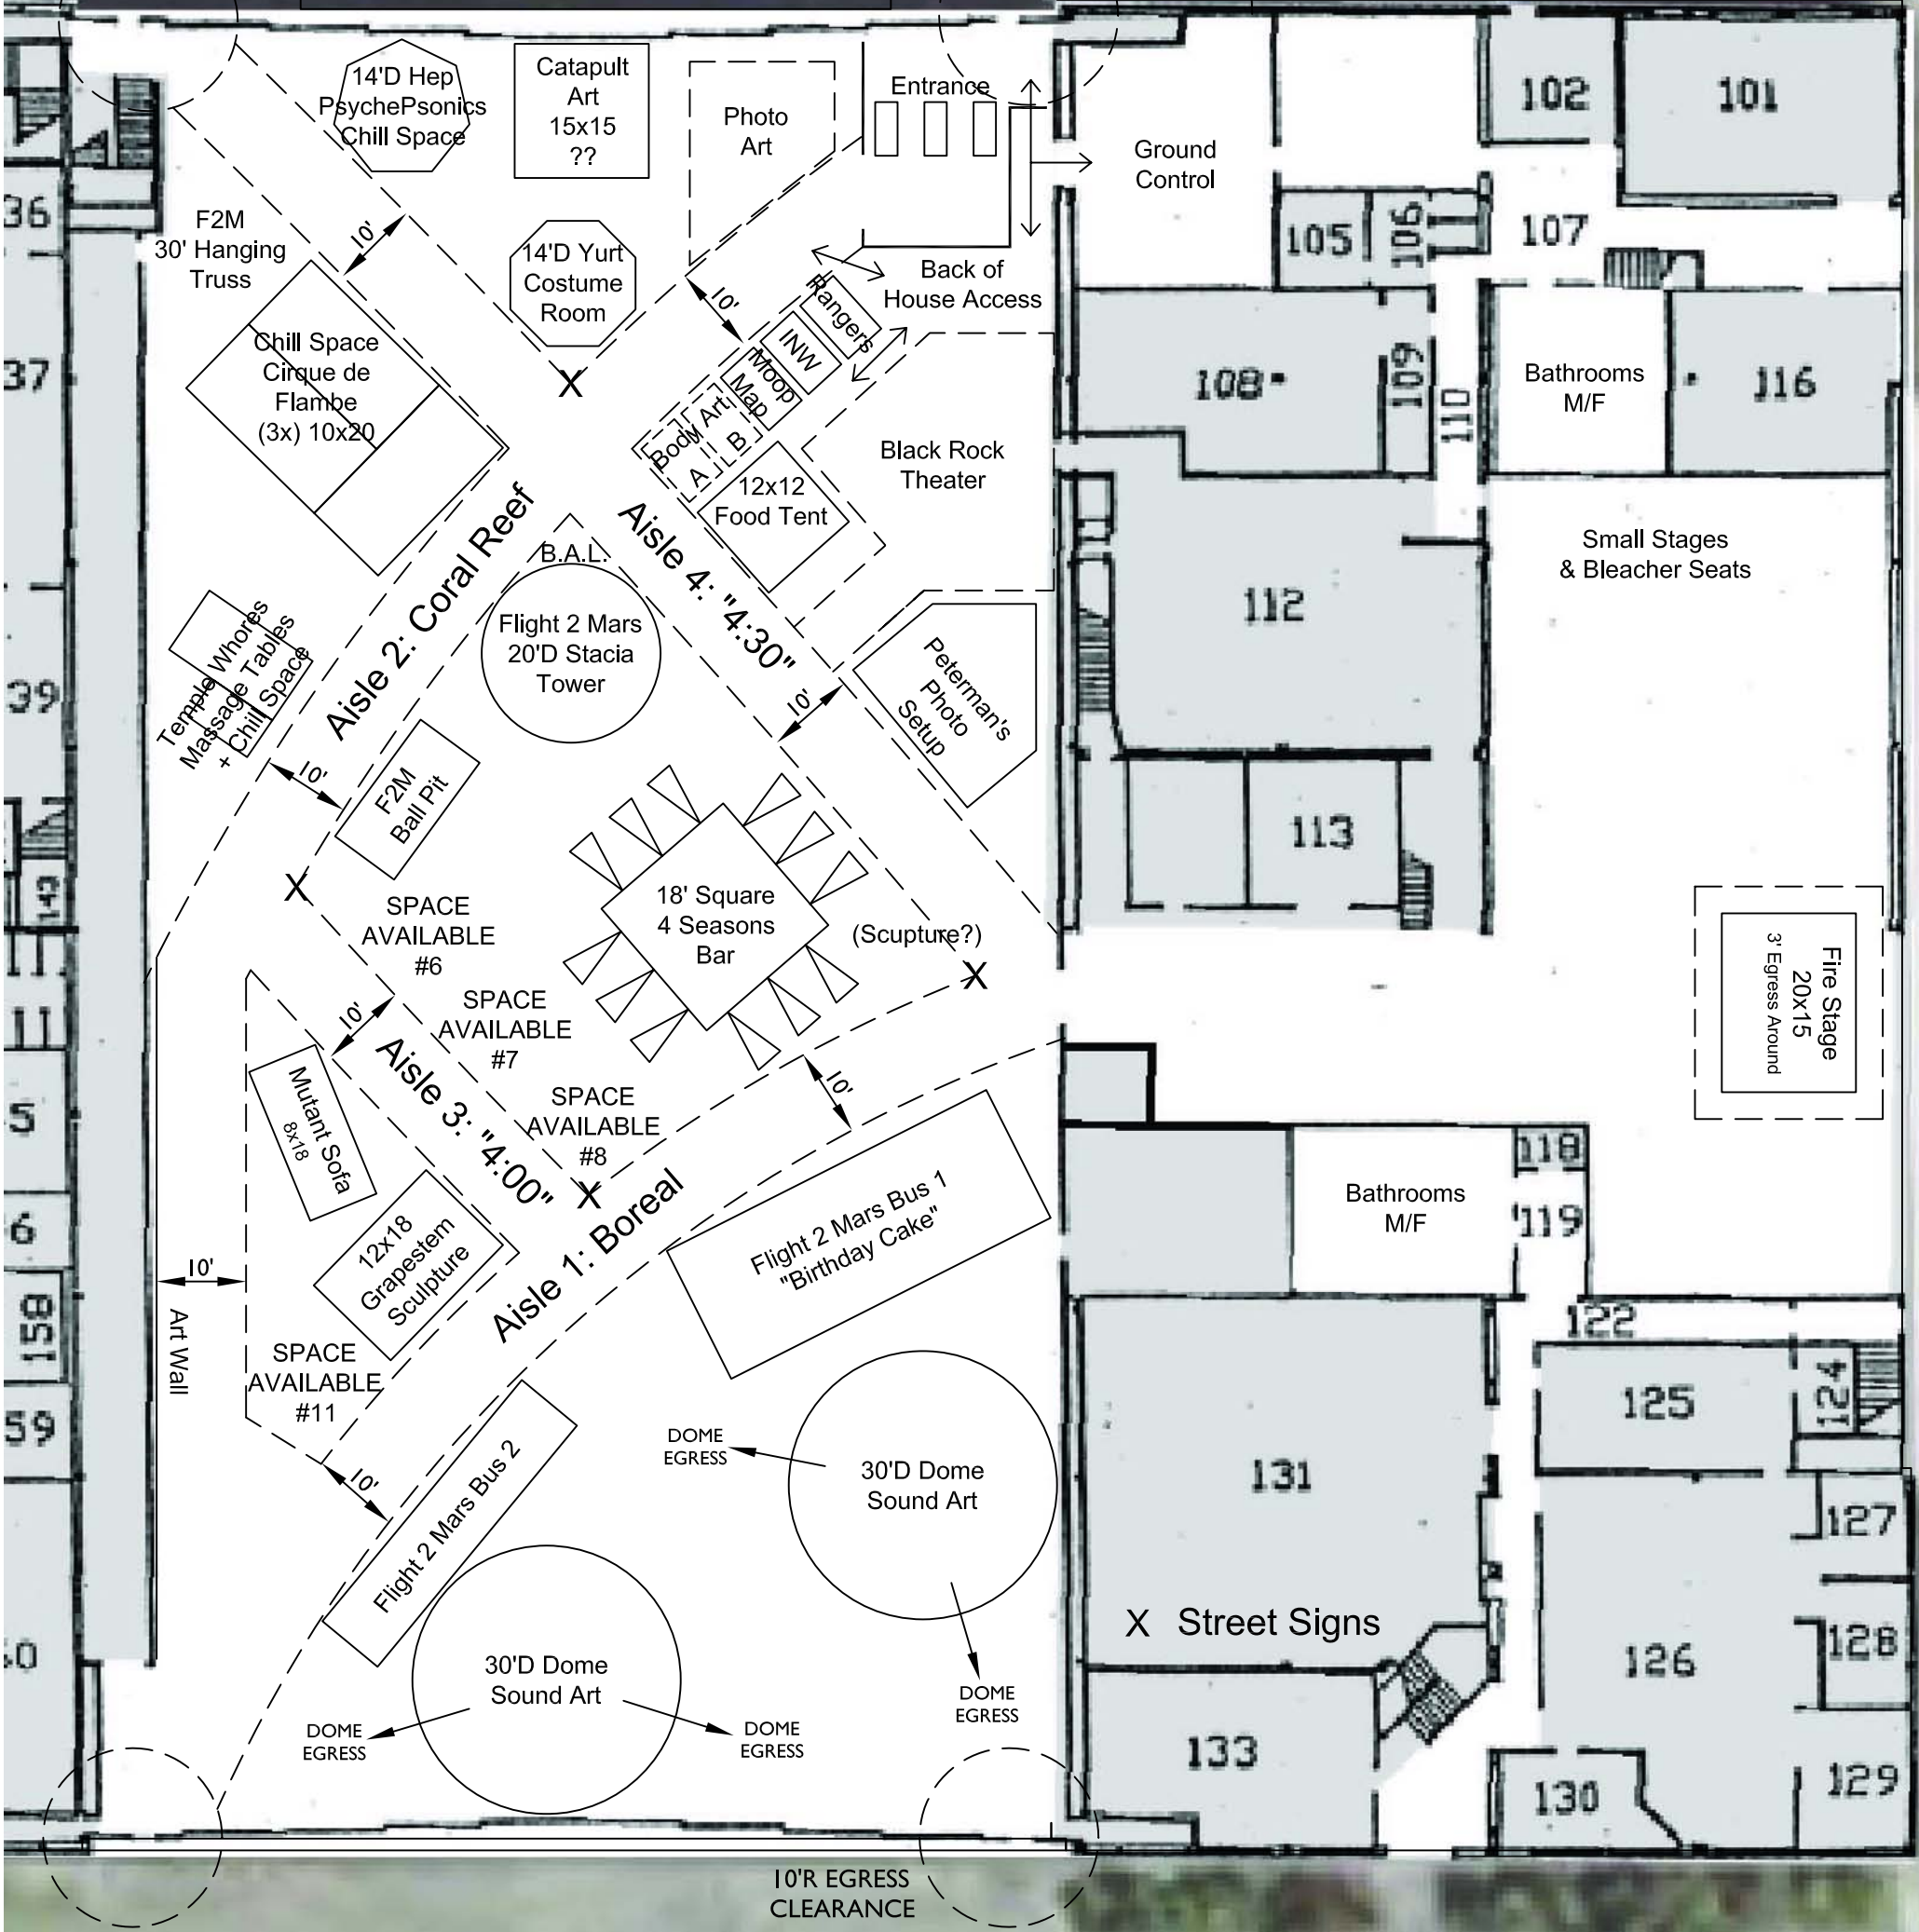 14'D Hep
PsychePsonics
Chill Space
Catapult
Art
15x15
??
Photo
Art
Entrance
Ground
Control
102
101
105
106
107
36
F2M
30' Hanging
Truss
10'
14'D Yurt
Costume
Room
10'
Back of
House Access
Rangers
INW
Moop
Map
Body Art
A
B
Chill Space
Cirque de
Flambe
(3x) 10x20
X
37
108
109
110
Bathrooms
M/F
116
Black Rock
Theater
12x12
Food Tent
Aisle 2: Coral Reef
Aisle 4: "4:30"
B.A.L.
Flight 2 Mars
20'D Stacia
Tower
Small Stages
& Bleacher Seats
112
Temple Whores
Massage Tables
+ Chill Space
39
10'
10'
Peterman's
Photo
Setup
F2M
Ball Pit
113
X
SPACE
AVAILABLE
#6
18' Square
4 Seasons
Bar
(Scupture?)
X
SPACE
AVAILABLE
#7
10'
Fire Stage
20x15
3' Egress Around
Aisle 3: "4:00"
SPACE
AVAILABLE
#8
X
10'
Mutant Sofa
8x18
5
12x18
Grapestem
Sculpture
6
Aisle 1: Boreal
Flight 2 Mars Bus 1
"Birthday Cake"
Bathrooms
M/F
118
119
10'
Art Wall
158
SPACE
AVAILABLE
#11
59
122
124
125
10'
Flight 2 Mars Bus 2
DOME
EGRESS
30'D Dome
Sound Art
131
127
X Street Signs
126
128
30'D Dome
Sound Art
DOME
EGRESS
DOME
EGRESS
DOME
EGRESS
133
130
129
10'R EGRESS
CLEARANCE